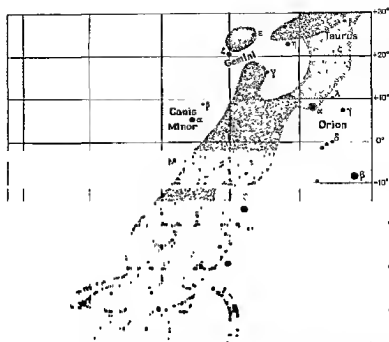 +30°
ε
Taurus
γ
ζ
ζ
Gemini
+20°
γ
+10°
Canis
Minor
β
α
α
λ
γ
Orion
0°
δ
M
β
-10°